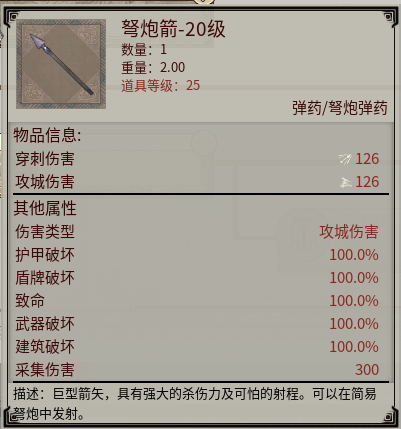 弩炮箭-20级
数量：1
重量：2.00
道具等级：25
弹药/弩炮弹药
物品信息:
穿刺伤害 126
攻城伤害 126
其他属性
伤害类型 攻城伤害
护甲破坏 100.0%
盾牌破坏 100.0%
致命 100.0%
武器破坏 100.0%
建筑破坏 100.0%
采集伤害 300
描述：巨型箭矢，具有强大的杀伤力及可怕的射程。可以在简易
弩炮中发射。